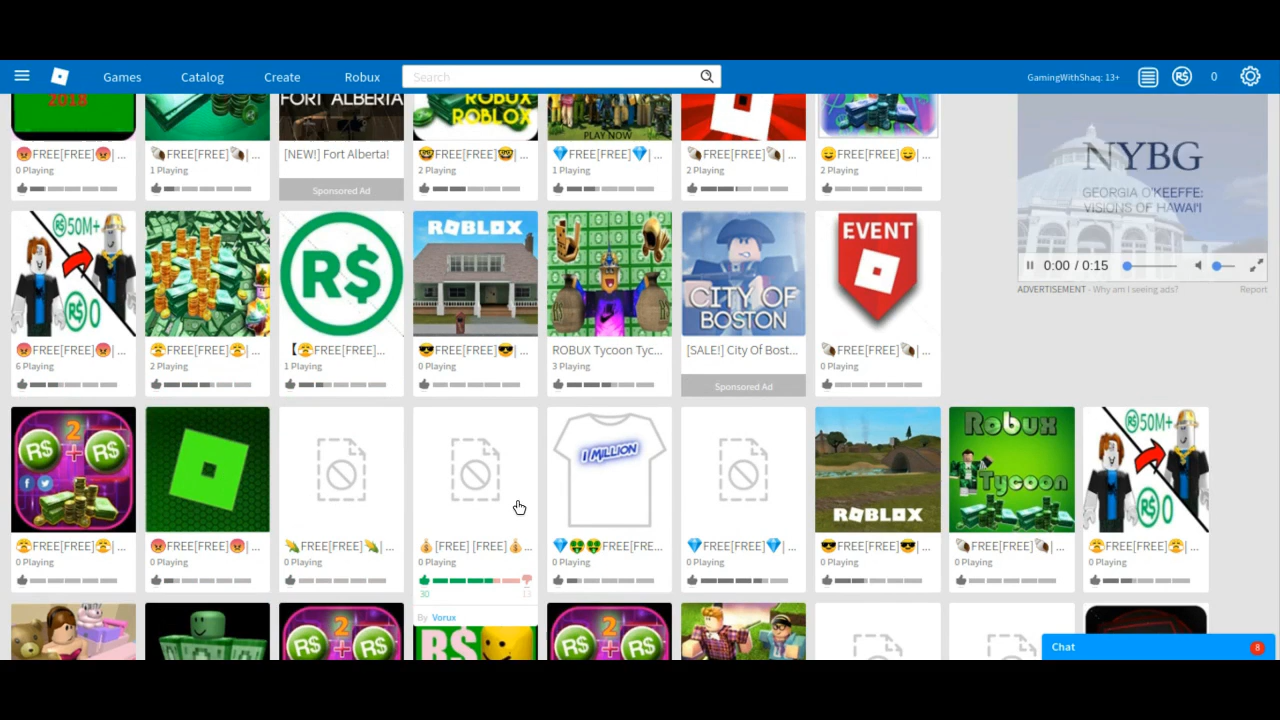 Games Catalog Create Robux Search GamingWithShaq: 13+ R$ 0
2018
FORT ALBERTA
ROBUX
ROBLOX
PLAY NOW
😡FREE[FREE]😡| ...
🐚FREE[FREE]🐚| ...
[NEW!] Fort Alberta!
🤓FREE[FREE]🤓| ...
💎FREE[FREE]💎| ...
🐚FREE[FREE]🐚| ...
😏FREE[FREE]😏| ...
0 Playing
1 Playing
2 Playing
1 Playing
2 Playing
2 Playing
Sponsored Ad
NYBG
GEORGIA O'KEEFFE:
VISIONS OF HAWAI'I
0:00 / 0:15
ADVERTISEMENT - Why am I seeing ads? Report
R$ 50M+
R$ 0
R$
ROBLOX
CITY OF
BOSTON
EVENT
😡FREE[FREE]😡| ...
😤FREE[FREE]😤| ...
【😤FREE[FREE]...
😎FREE[FREE]😎| ...
ROBUX Tycoon Tyc...
[SALE!] City Of Bost...
🐚FREE[FREE]🐚| ...
6 Playing
2 Playing
1 Playing
0 Playing
3 Playing
0 Playing
Sponsored Ad
2
R$ + R$
1 MILLION
ROBLOX
Robux
Tycoon
R$ 50M+
R$ 0
😤FREE[FREE]😤| ...
😡FREE[FREE]😡| ...
🌽FREE[FREE]🌽| ...
💰[FREE] [FREE]💰...
💎🤑🤑FREE[FRE...
💎FREE[FREE]💎| ...
😎FREE[FREE]😎| ...
🐚FREE[FREE]🐚| ...
😤FREE[FREE]😤| ...
0 Playing
0 Playing
0 Playing
0 Playing
0 Playing
0 Playing
0 Playing
0 Playing
0 Playing
30 13
By Vorux
2
R$ R$
R$
2
R$ R$
Chat 8